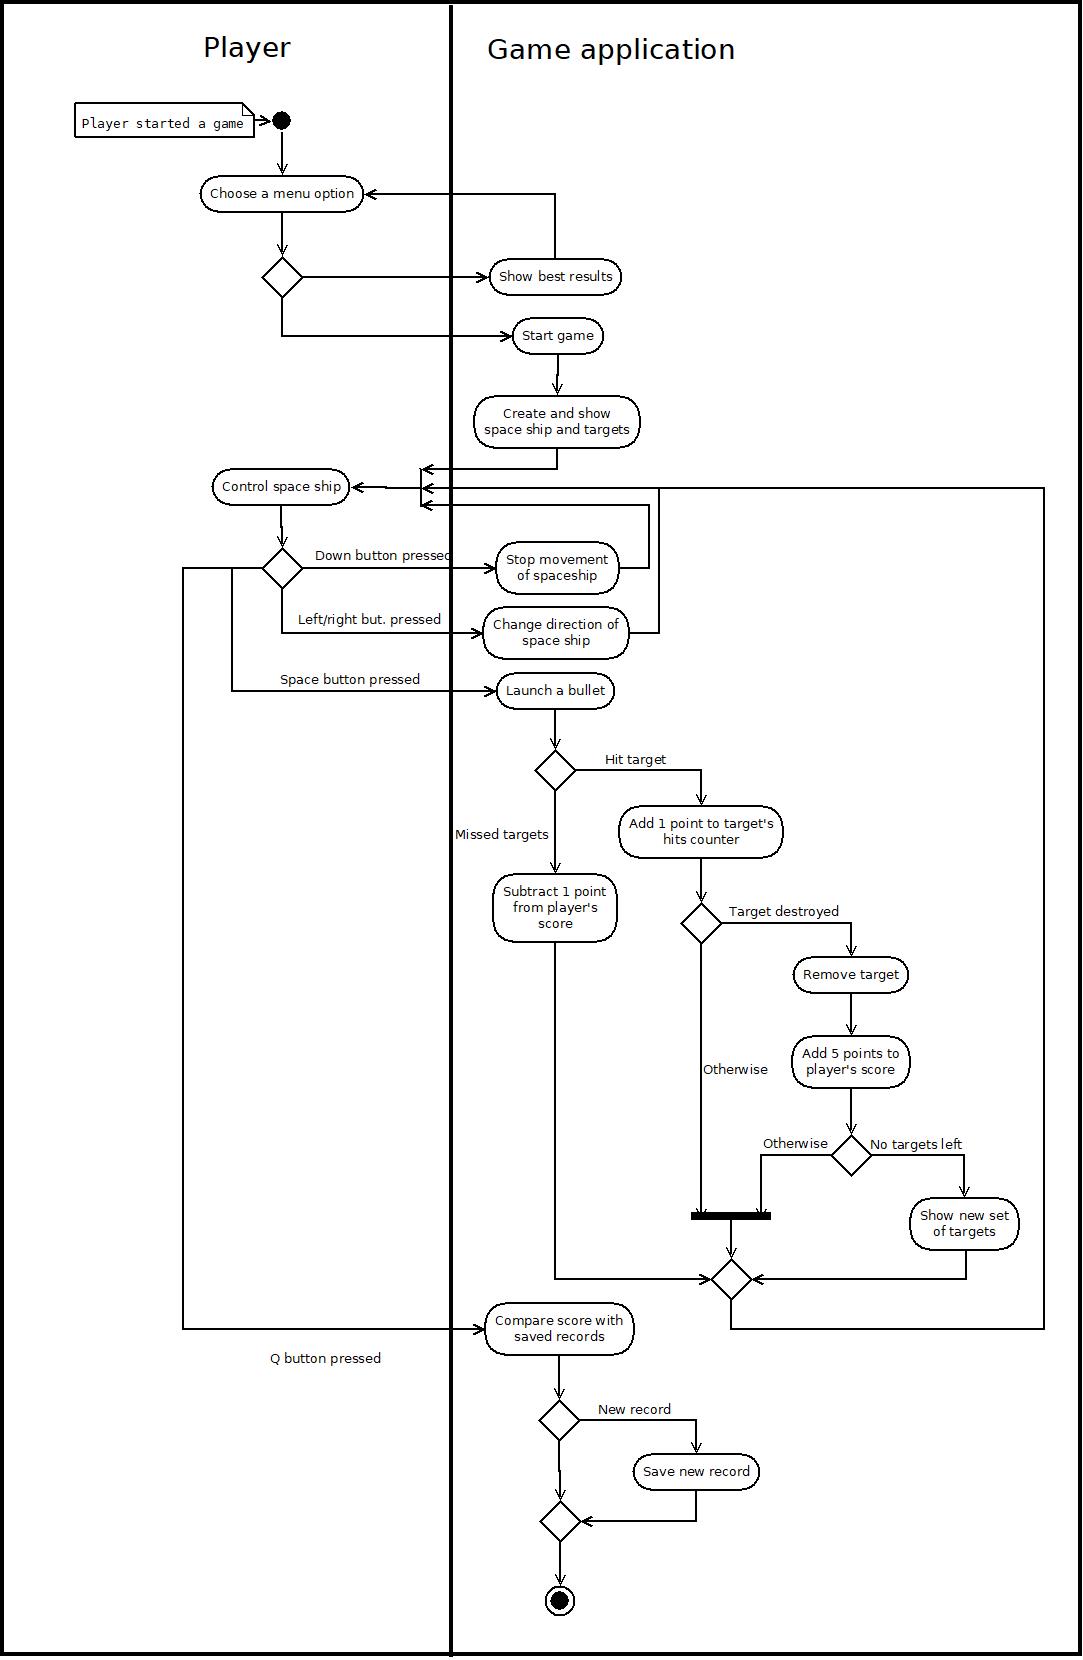 Player
Game application
Player started a game
Choose a menu option
Show best results
Start game
Create and show
space ship and targets
Control space ship
Down button pressed
Stop movement
of spaceship
Left/right but. pressed
Change direction of
space ship
Space button pressed
Launch a bullet
Hit target
Missed targets
Add 1 point to target's
hits counter
Subtract 1 point
from player's
score
Target destroyed
Remove target
Add 5 points to
player's score
Otherwise
Otherwise
No targets left
Show new set
of targets
Compare score with
saved records
Q button pressed
New record
Save new record